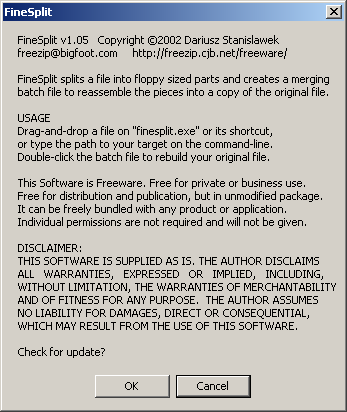 FineSplit
FineSplit v1.05 Copyright ©2002 Dariusz Stanislawek
freezip@bigfoot.com http://freezip.cjb.net/freeware/
FineSplit splits a file into floppy sized parts and creates a merging
batch file to reassemble the pieces into a copy of the original file.
USAGE
Drag-and-drop a file on "finesplit.exe" or its shortcut,
or type the path to your target on the command-line.
Double-click the batch file to rebuild your original file.
This Software is Freeware. Free for private or business use.
Free for distribution and publication, but in unmodified package.
It can be freely bundled with any product or application.
Individual permissions are not required and will not be given.
DISCLAIMER:
THIS SOFTWARE IS SUPPLIED AS IS. THE AUTHOR DISCLAIMS
ALL WARRANTIES, EXPRESSED OR IMPLIED, INCLUDING,
WITHOUT LIMITATION, THE WARRANTIES OF MERCHANTABILITY
AND OF FITNESS FOR ANY PURPOSE. THE AUTHOR ASSUMES
NO LIABILITY FOR DAMAGES, DIRECT OR CONSEQUENTIAL,
WHICH MAY RESULT FROM THE USE OF THIS SOFTWARE.
Check for update?
OK Cancel